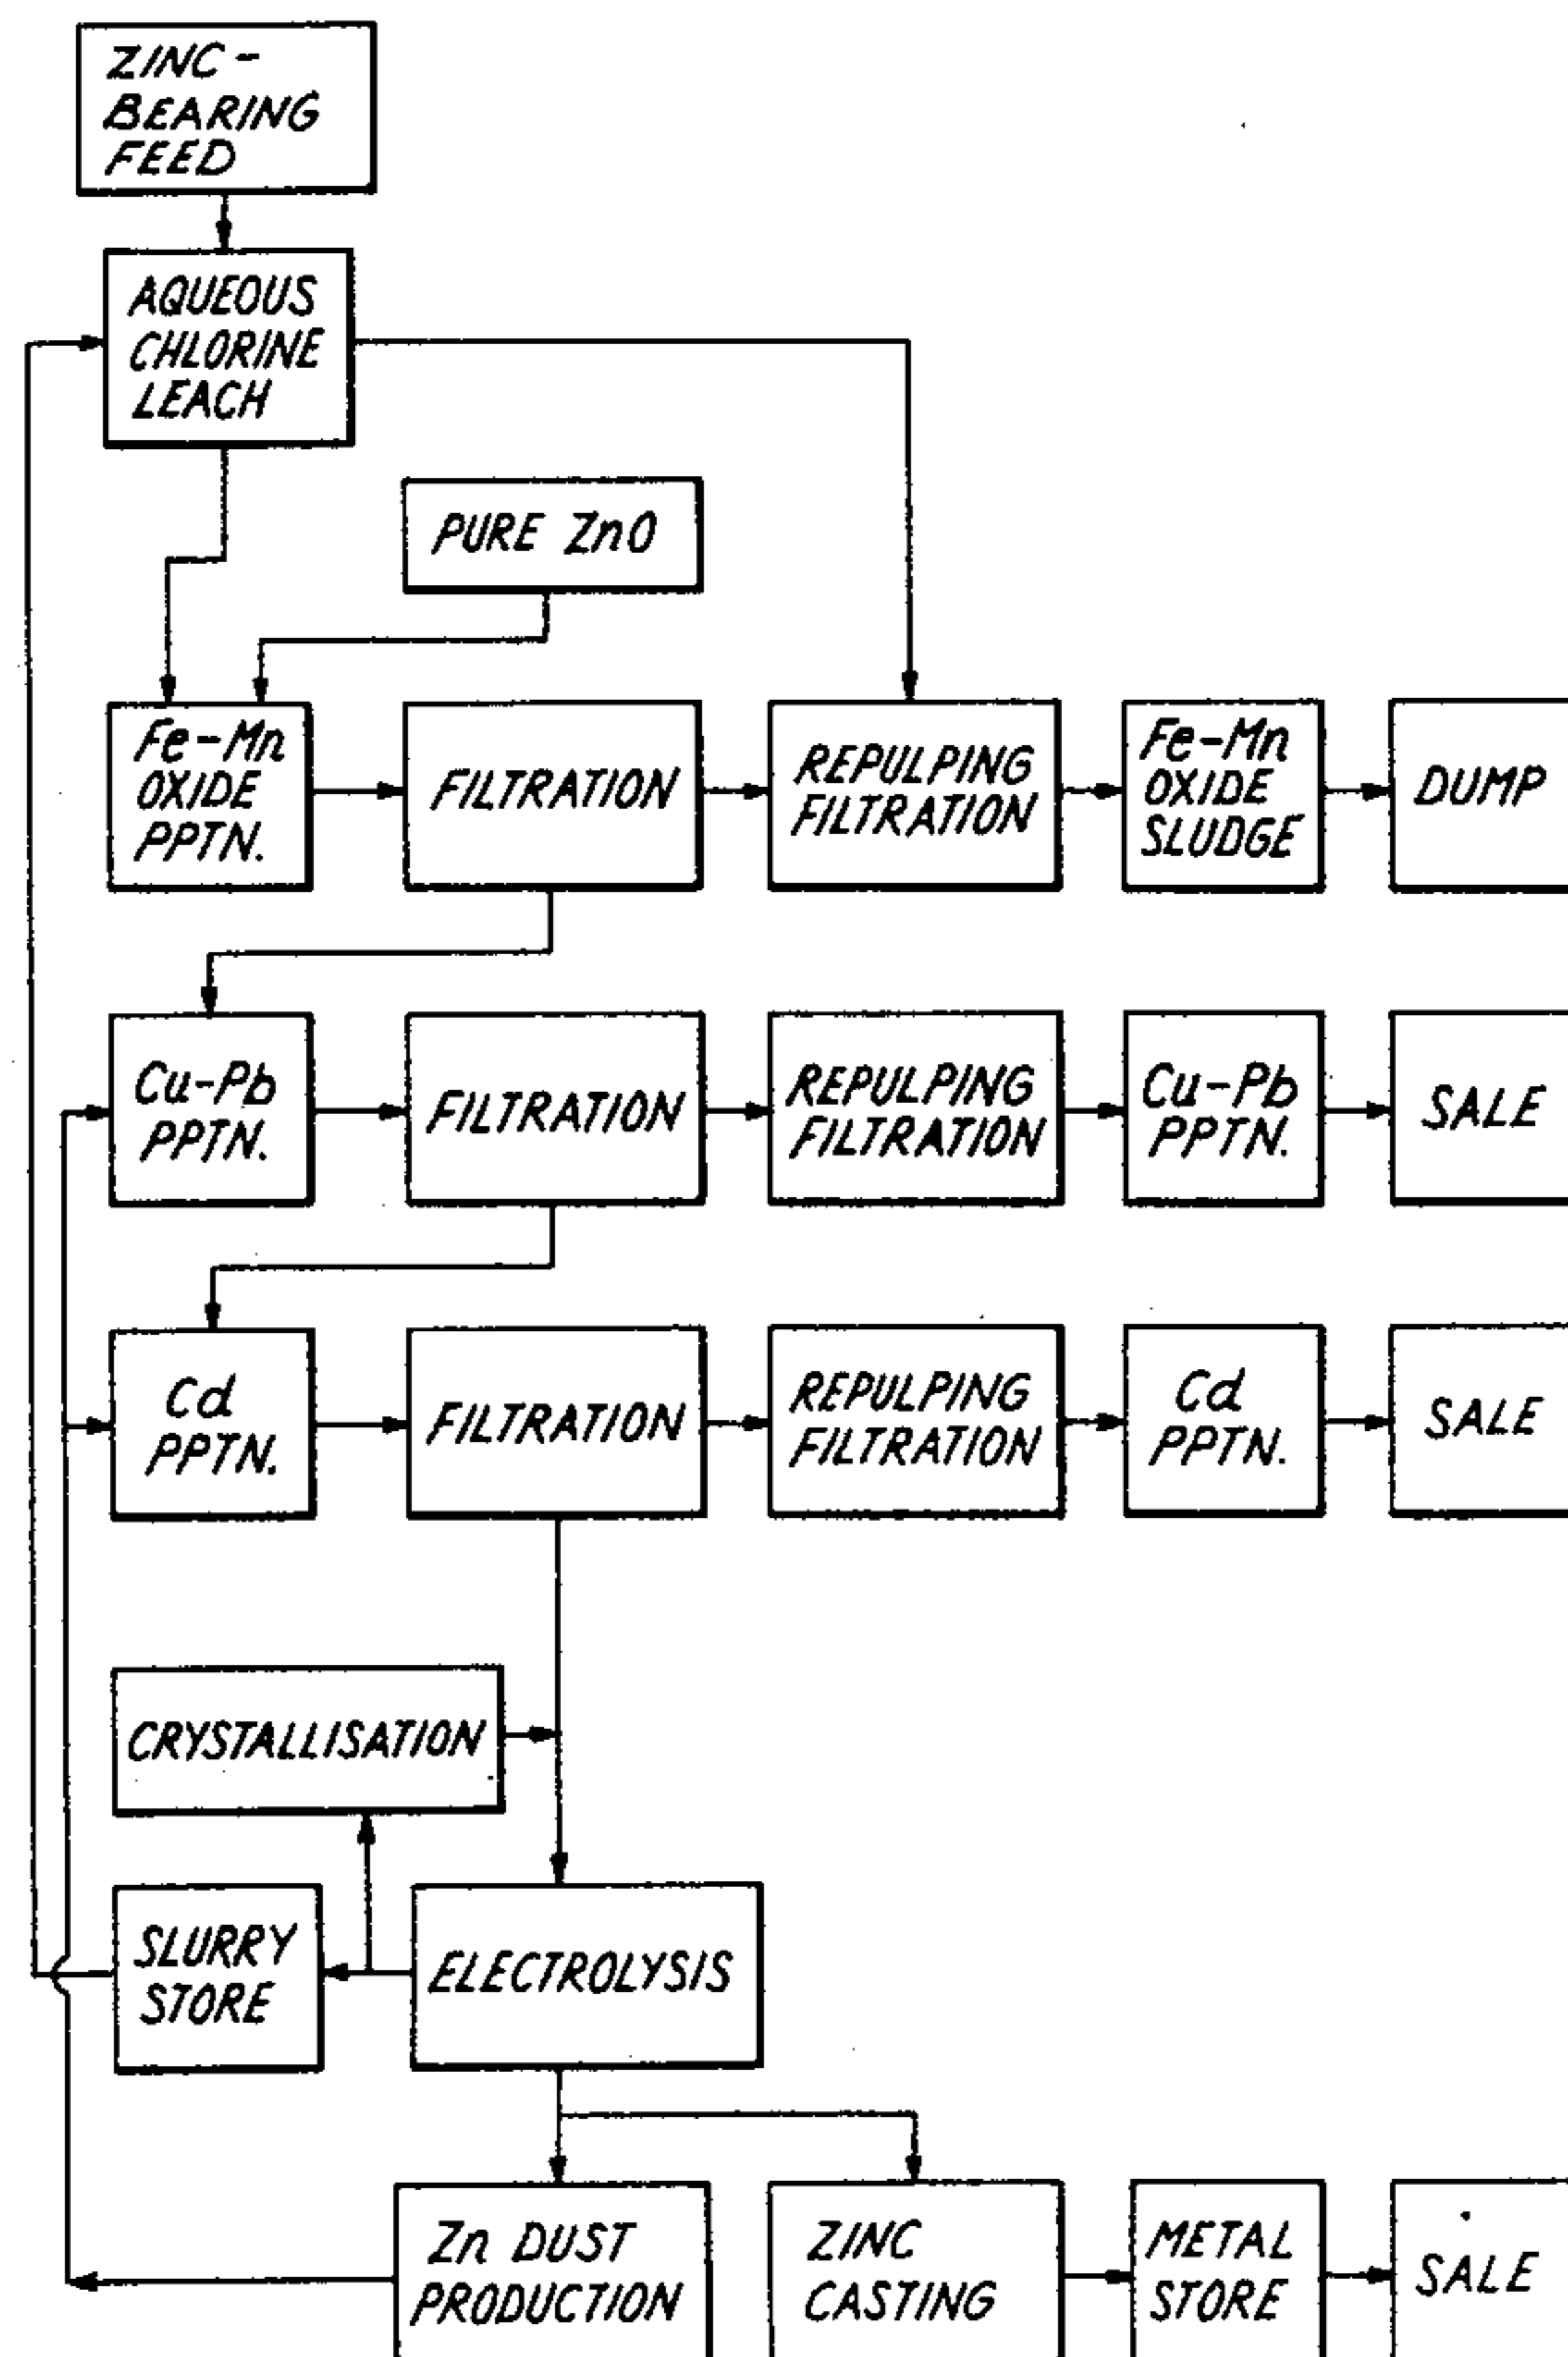 ZINC-
BEARING
FEED
AQUEOUS
CHLORINE
LEACH
PURE ZnO
Fe-Mn
OXIDE
PPTN.
FILTRATION
REPULPING
FILTRATION
Fe-Mn
OXIDE
SLUDGE
DUMP
Cu-Pb
PPTN.
FILTRATION
REPULPING
FILTRATION
Cu-Pb
PPTN.
SALE
Cd
PPTN.
FILTRATION
REPULPING
FILTRATION
Cd
PPTN.
SALE
CRYSTALLISATION
SLURRY
STORE
ELECTROLYSIS
Zn DUST
PRODUCTION
ZINC
CASTING
METAL
STORE
SALE